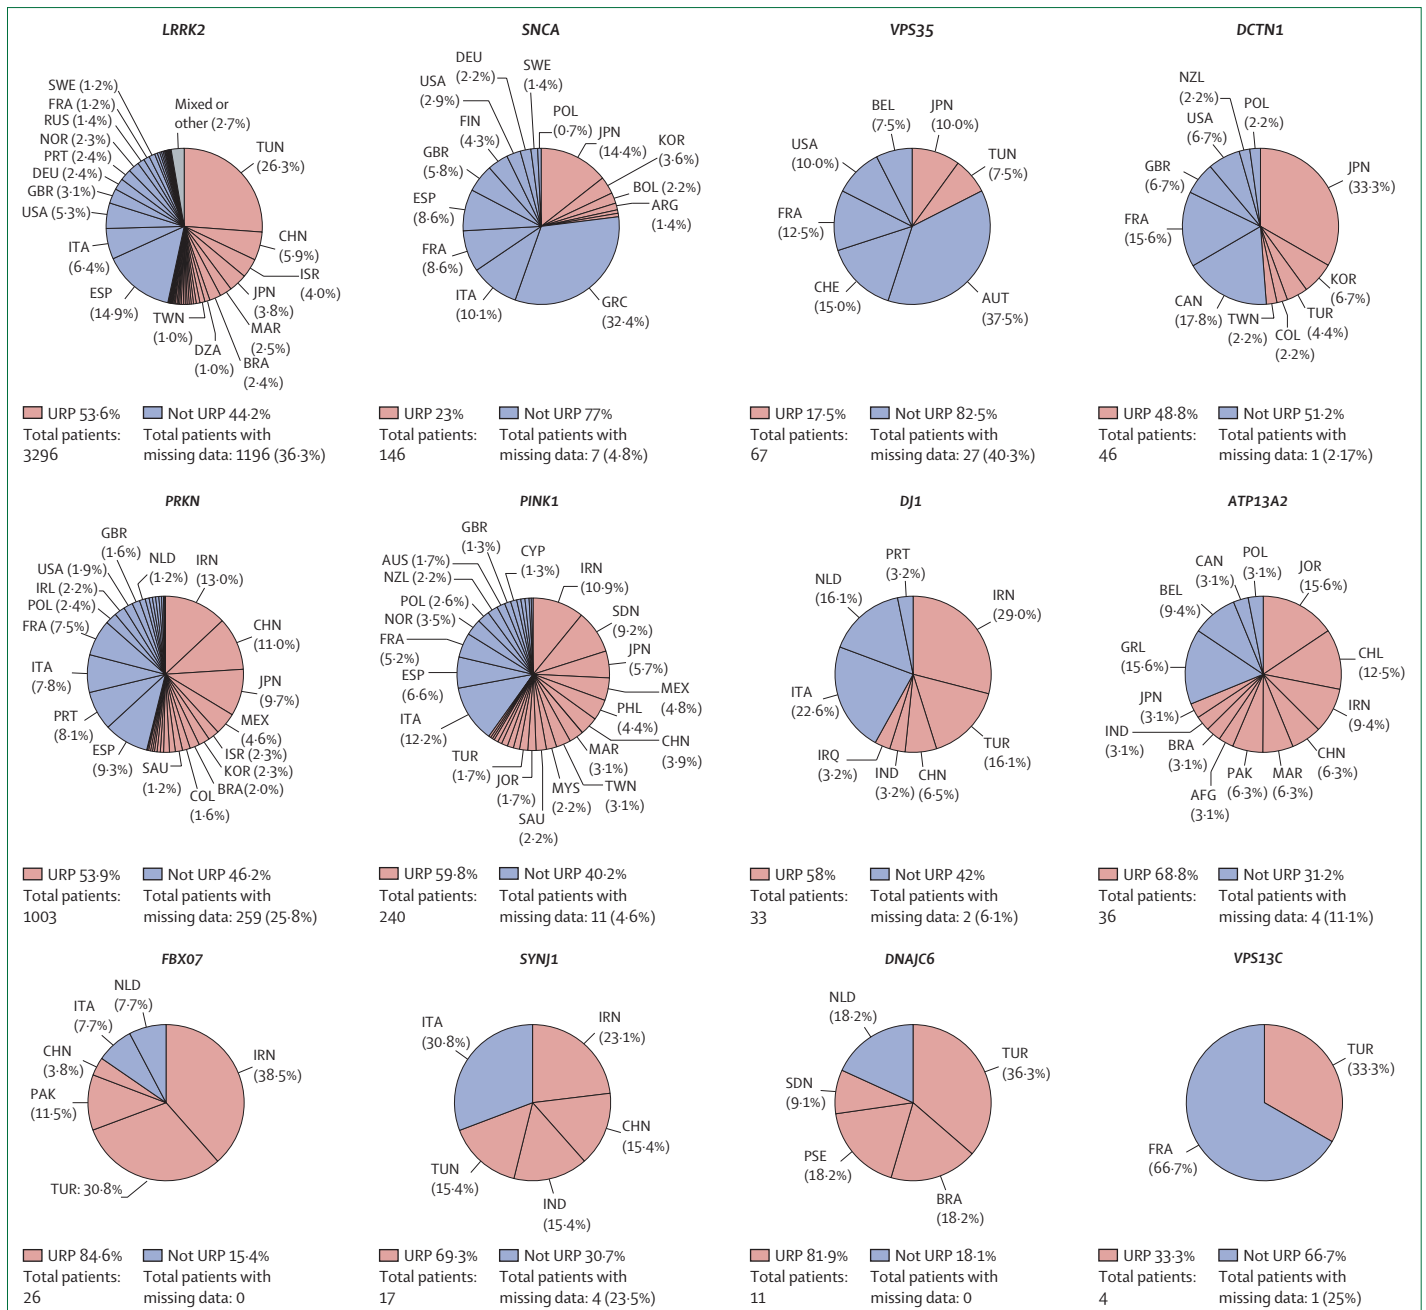 LRRK2
SWE (1·2%)
FRA (1·2%)
RUS (1·4%)
NOR (2·3%)
PRT (2·4%)
DEU (2·4%)
GBR (3·1%)
USA (5·3%)
ITA
(6·4%)
ESP
(14·9%)
Mixed or
other (2·7%)
TUN
(26·3%)
CHN
(5·9%)
ISR
(4·0%)
JPN
(3·8%)
MAR
(2·5%)
BRA
(2·4%)
DZA
(1·0%)
TWN
(1·0%)
URP 53·6%
Not URP 44·2%
Total patients:
3296
Total patients with
missing data: 1196 (36·3%)
SNCA
DEU
(2·2%)
SWE
(1·4%)
USA
(2·9%)
POL
(0·7%)
FIN
(4·3%)
JPN
(14·4%)
KOR
(3·6%)
GBR
(5·8%)
BOL (2·2%)
ARG
(1·4%)
ESP
(8·6%)
FRA
(8·6%)
ITA
(10·1%)
GRC
(32·4%)
URP 23%
Not URP 77%
Total patients:
146
Total patients with
missing data: 7 (4·8%)
VPS35
BEL
(7·5%)
JPN
(10·0%)
USA
(10·0%)
TUN
(7·5%)
FRA
(12·5%)
CHE
(15·0%)
AUT
(37·5%)
URP 17·5%
Not URP 82·5%
Total patients:
67
Total patients with
missing data: 27 (40·3%)
DCTN1
NZL
(2·2%)
POL
(2·2%)
USA
(6·7%)
GBR
(6·7%)
JPN
(33·3%)
FRA
(15·6%)
KOR
(6·7%)
CAN
(17·8%)
TUR
(4·4%)
TWN
(2·2%)
COL
(2·2%)
URP 48·8%
Not URP 51·2%
Total patients:
46
Total patients with
missing data: 1 (2·17%)
PRKN
GBR
(1·6%)
NLD
(1·2%)
IRN
(13·0%)
USA (1·9%)
IRL (2·2%)
POL (2·4%)
FRA (7·5%)
CHN
(11·0%)
ITA
(7·8%)
JPN
(9·7%)
PRT
(8·1%)
MEX
(4·6%)
ISR (2·3%)
KOR (2·3%)
BRA(2·0%)
ESP
(9·3%)
SAU
(1·2%)
COL
(1·6%)
URP 53·9%
Not URP 46·2%
Total patients:
1003
Total patients with
missing data: 259 (25·8%)
PINK1
GBR
(1·3%)
CYP
(1·3%)
AUS (1·7%)
NZL (2·2%)
POL (2·6%)
NOR (3·5%)
FRA
(5·2%)
ESP
(6·6%)
ITA
(12·2%)
IRN
(10·9%)
SDN
(9·2%)
JPN
(5·7%)
MEX
(4·8%)
PHL
(4·4%)
CHN
(3·9%)
MAR
(3·1%)
TWN
(3·1%)
MYS
(2·2%)
SAU
(2·2%)
JOR
(1·7%)
TUR
(1·7%)
URP 59·8%
Not URP 40·2%
Total patients:
240
Total patients with
missing data: 11 (4·6%)
DJ1
PRT
(3·2%)
NLD
(16·1%)
IRN
(29·0%)
ITA
(22·6%)
TUR
(16·1%)
IRQ
(3·2%)
IND
(3·2%)
CHN
(6·5%)
URP 58%
Not URP 42%
Total patients:
33
Total patients with
missing data: 2 (6·1%)
ATP13A2
CAN
(3·1%)
POL
(3·1%)
JOR
(15·6%)
BEL
(9·4%)
CHL
(12·5%)
GRL
(15·6%)
IRN
(9·4%)
JPN
(3·1%)
IND
(3·1%)
CHN
(6·3%)
BRA
(3·1%)
PAK
(6·3%)
MAR
(6·3%)
AFG
(3·1%)
URP 68·8%
Not URP 31·2%
Total patients:
36
Total patients with
missing data: 4 (11·1%)
FBX07
NLD
(7·7%)
ITA
(7·7%)
CHN
(3·8%)
IRN
(38·5%)
PAK
(11·5%)
TUR: 30·8%
URP 84·6%
Not URP 15·4%
Total patients:
26
Total patients with
missing data: 0
SYNJ1
ITA
(30·8%)
IRN
(23·1%)
CHN
(15·4%)
TUN
(15·4%)
IND
(15·4%)
URP 69·3%
Not URP 30·7%
Total patients:
17
Total patients with
missing data: 4 (23·5%)
DNAJC6
NLD
(18·2%)
TUR
(36·3%)
SDN
(9·1%)
PSE
(18·2%)
BRA
(18·2%)
URP 81·9%
Not URP 18·1%
Total patients:
11
Total patients with
missing data: 0
VPS13C
TUR
(33·3%)
FRA
(66·7%)
URP 33·3%
Not URP 66·7%
Total patients:
4
Total patients with
missing data: 1 (25%)